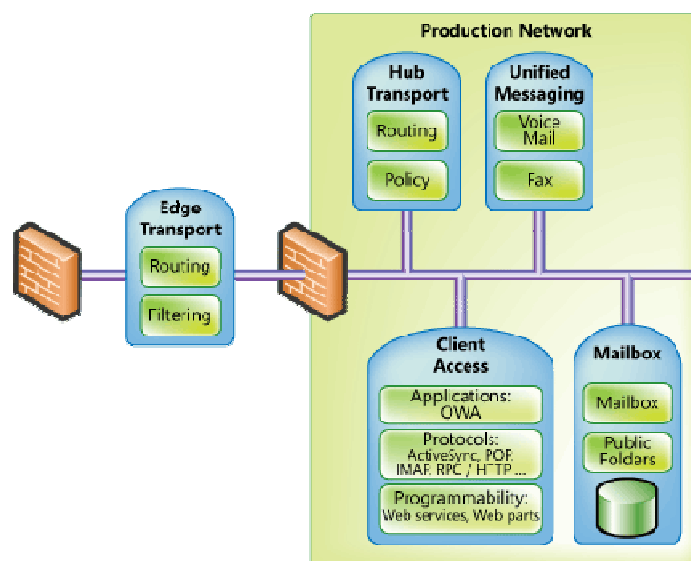 Production Network
Hub
Transport
Routing
Policy
Unified
Messaging
Voice
Mail
Fax
Edge
Transport
Routing
Filtering
Client
Access
Applications:
OWA
Protocols:
ActiveSync, POP,
IMAP, RPC / HTTP ...
Programmability:
Web services, Web parts
Mailbox
Mailbox
Public
Folders